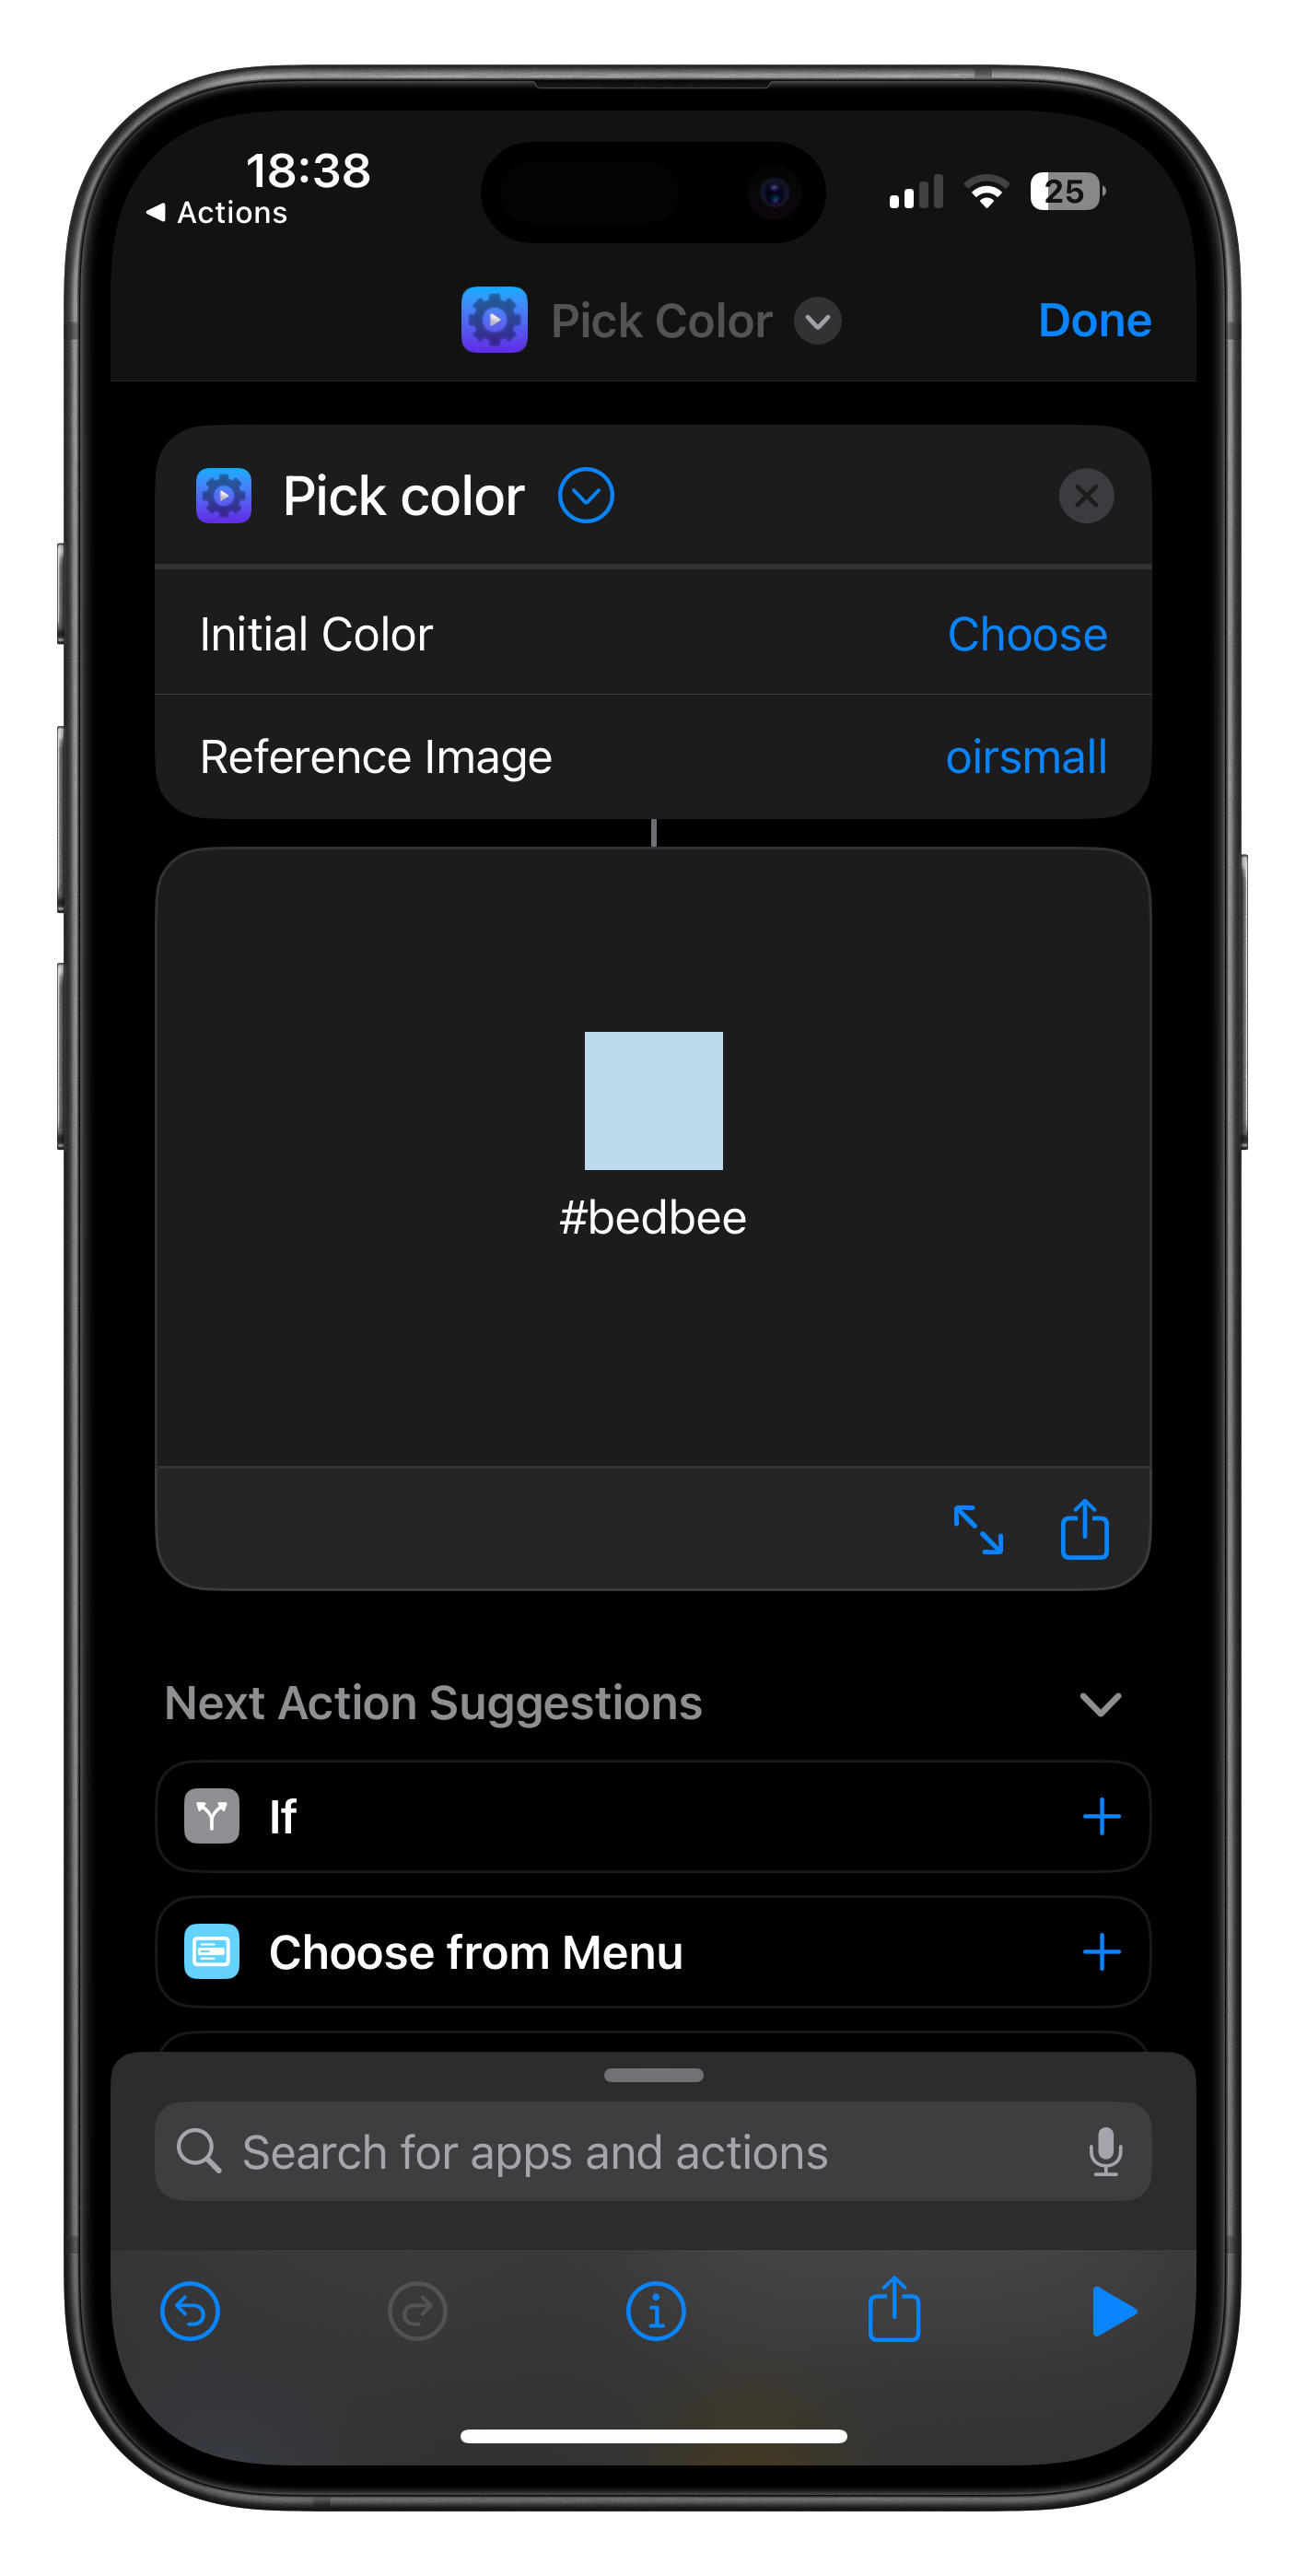 18:38
25
Actions
Pick Color
Done
Pick color
Initial Color
Choose
Reference Image
oirsmall
#bedbee
Next Action Suggestions
If
Choose from Menu
Search for apps and actions